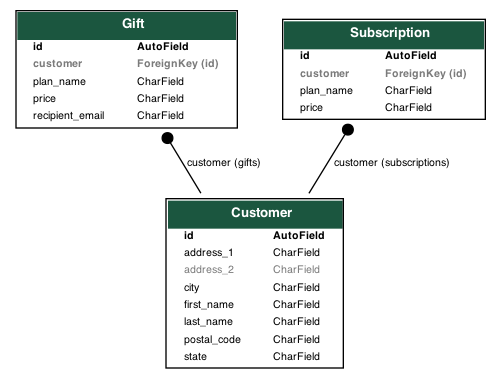 Gift
id AutoField
customer ForeignKey (id)
plan_name CharField
price CharField
recipient_email CharField
Subscription
id AutoField
customer ForeignKey (id)
plan_name CharField
price CharField
customer (gifts)
customer (subscriptions)
Customer
id AutoField
address_1 CharField
address_2 CharField
city CharField
first_name CharField
last_name CharField
postal_code CharField
state CharField